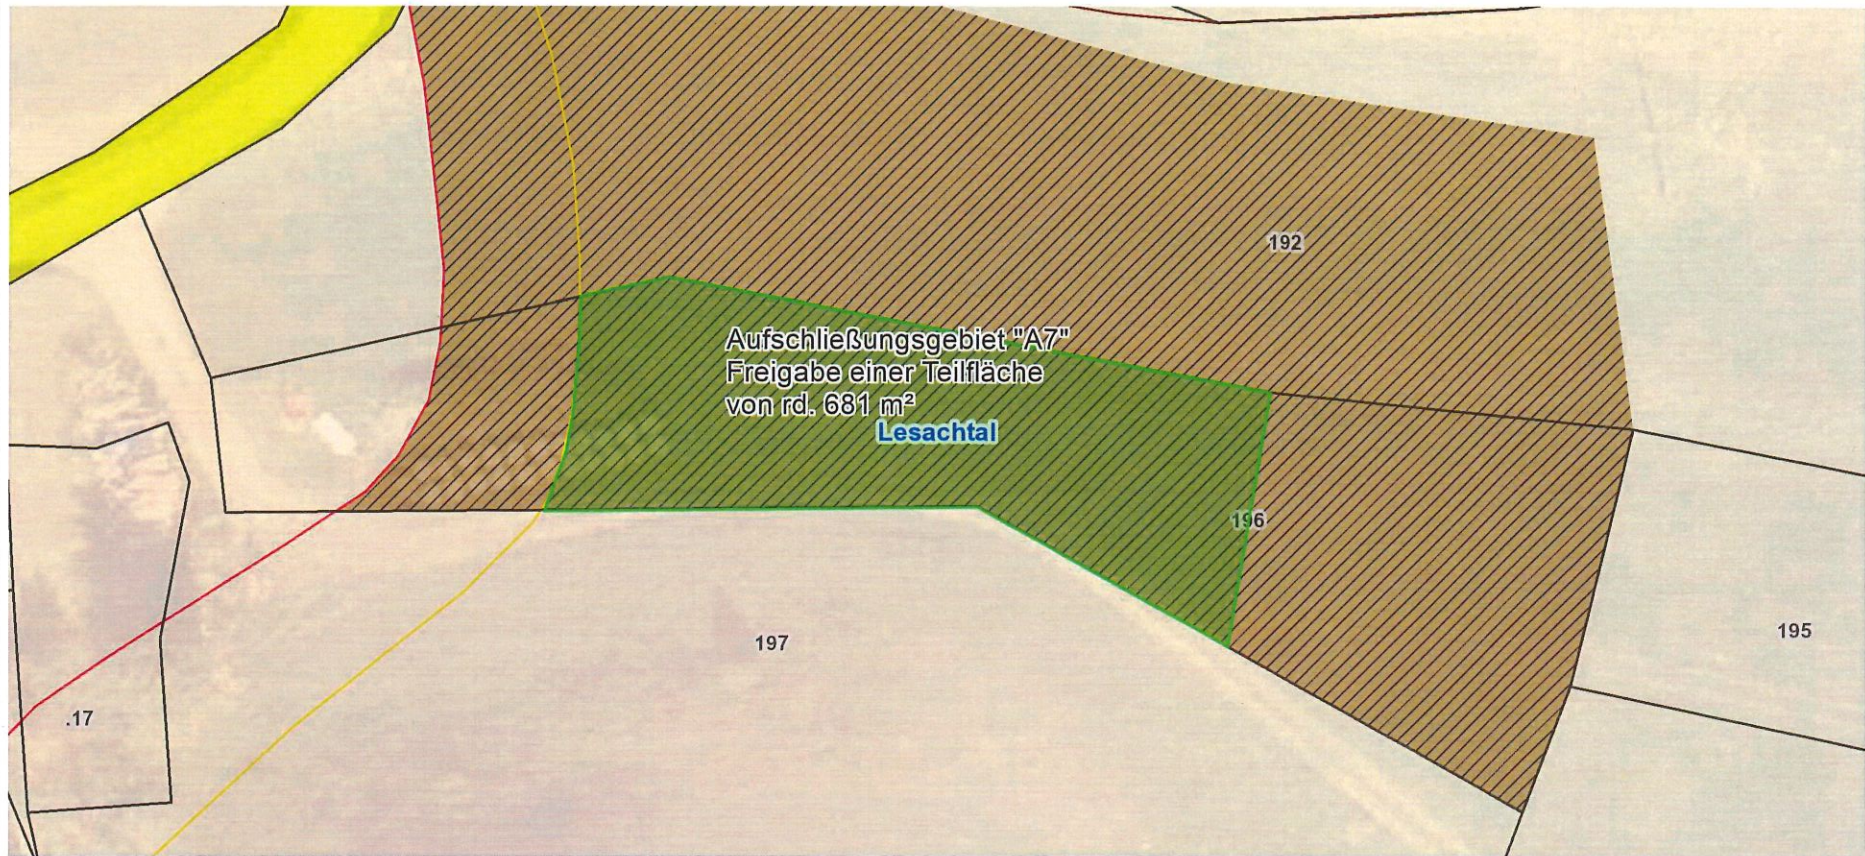 192
Aufschließungsgebiet "A7"
Freigabe einer Teilfläche
von rd. 681 m²
Lesachtal
196
197
195
.17